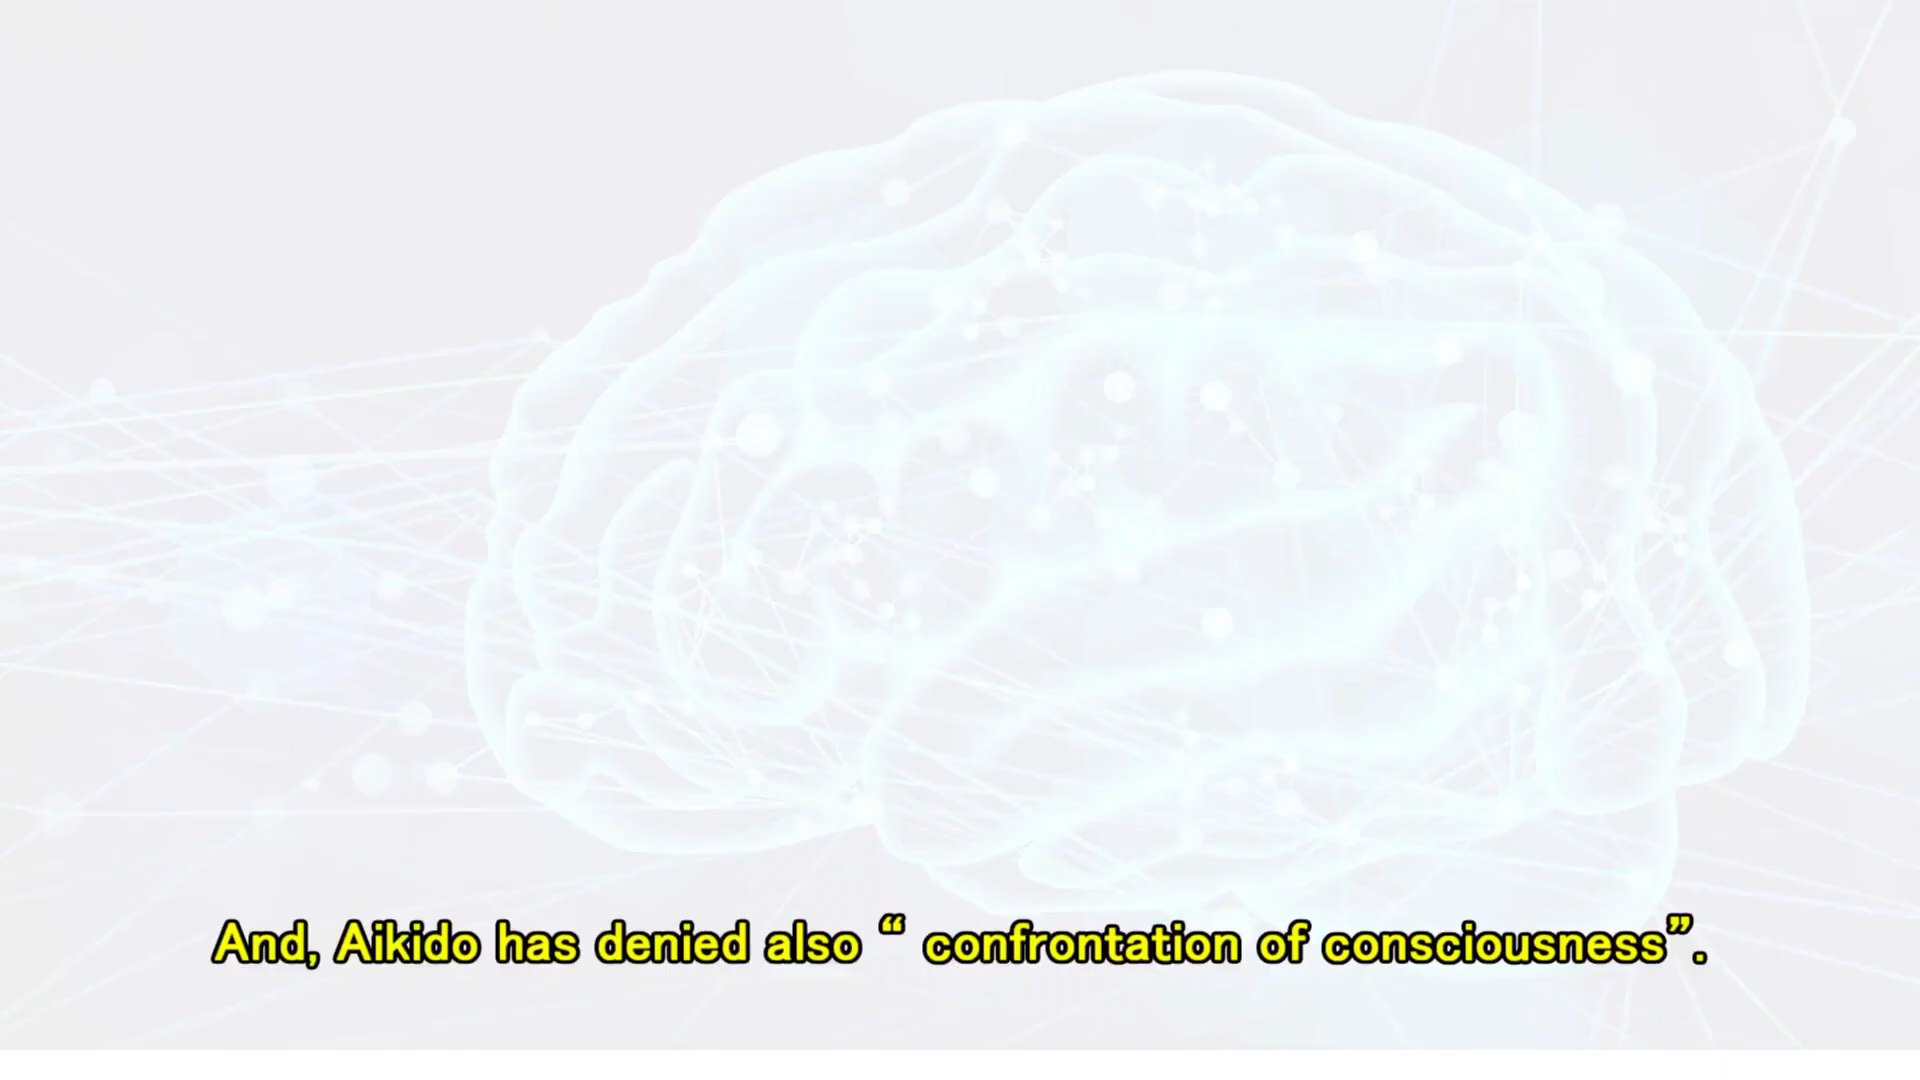 And, Aikido has denied also “ confrontation of consciousness”.